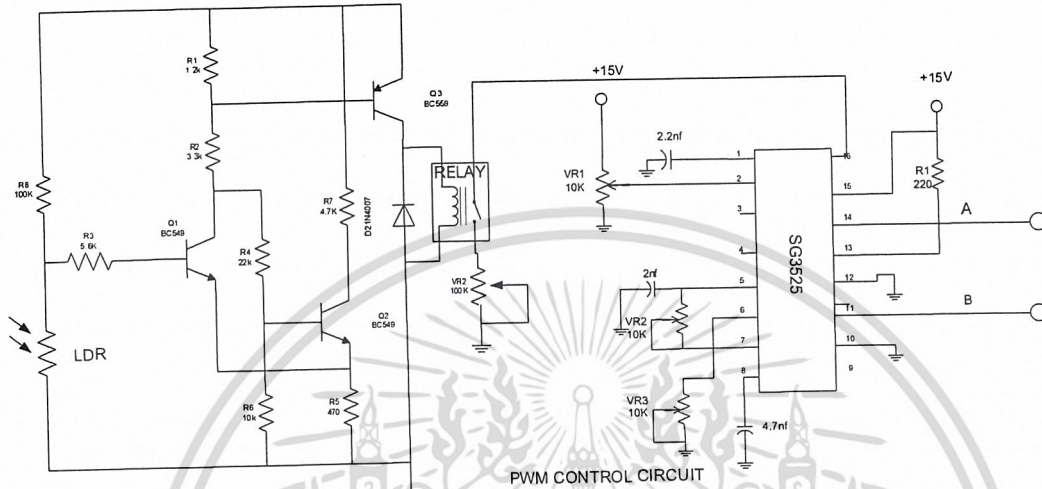 R1
1.2k
Q3
BC558
+15V
+15V
2.2nf
R2
3.3k
RELAY
1
16
R8
100K
VR1
10K
2
15
R1
220
R7
4.7K
D2 1N4007
Q1
BC549
3
14
A
R3
5.6K
R4
22k
SG3525
4
13
VR2
100K
2nf
5
12
Q2
BC549
VR2
10K
6
11
B
LDR
7
10
8
9
R6
10k
R5
470
VR3
10K
4.7nf
PWM CONTROL CIRCUIT